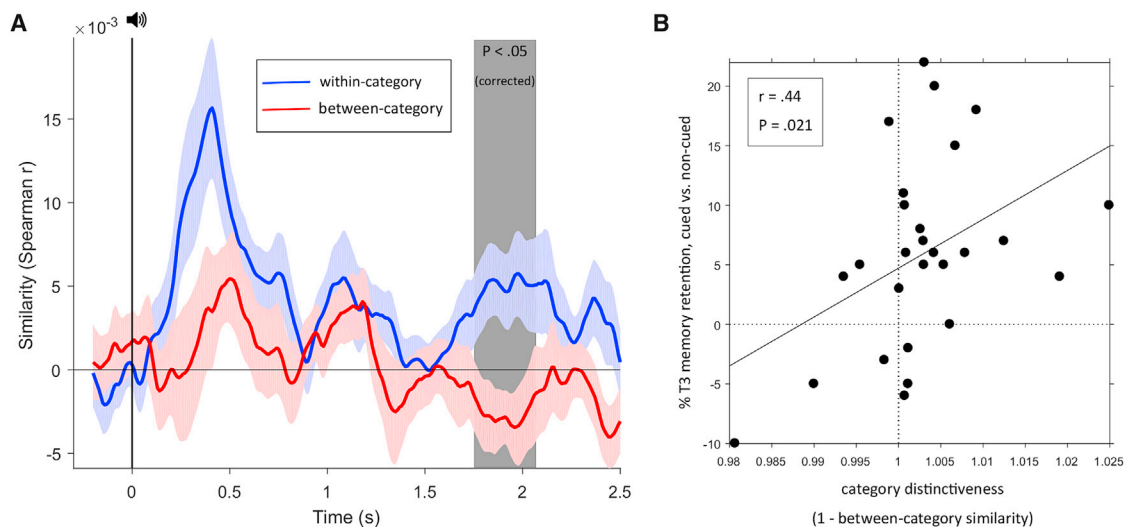 A
×10⁻³
P < .05
(corrected)
within-category
between-category
15
10
5
0
-5
Similarity (Spearman r)
0
0.5
1
1.5
2
2.5
Time (s)
B
r = .44
P = .021
20
15
10
5
0
-5
-10
% T3 memory retention, cued vs. non-cued
0.98
0.985
0.99
0.995
1
1.005
1.01
1.015
1.02
1.025
category distinctiveness
(1 - between-category similarity)